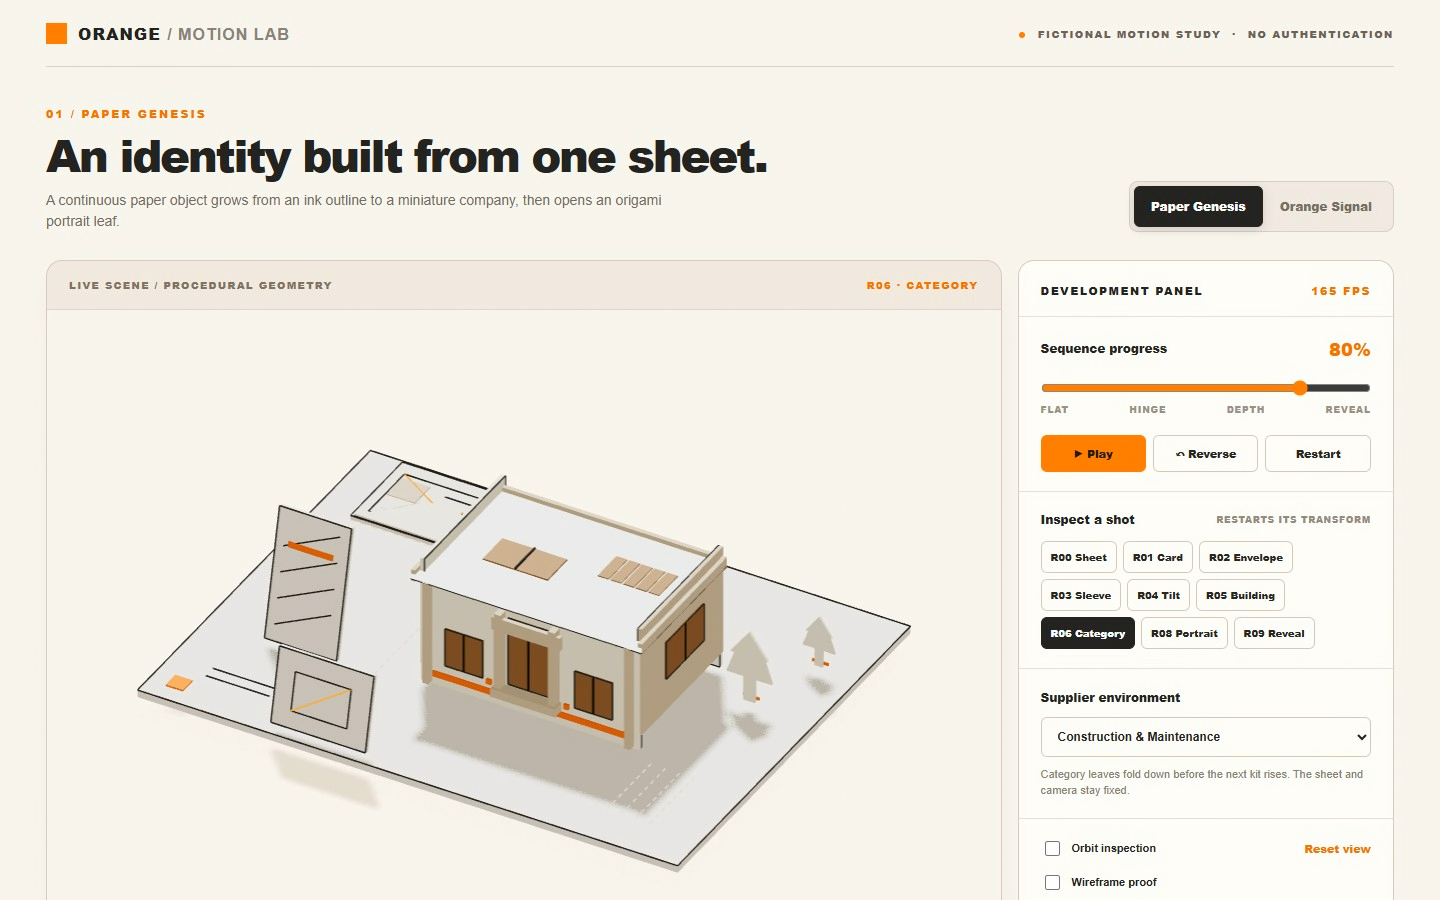 ORANGE / MOTION LAB
FICTIONAL MOTION STUDY · NO AUTHENTICATION
01 / PAPER GENESIS
An identity built from one sheet.
A continuous paper object grows from an ink outline to a miniature company, then opens an origami
portrait leaf.
Paper Genesis
Orange Signal
LIVE SCENE / PROCEDURAL GEOMETRY
R06 · CATEGORY
DEVELOPMENT PANEL
165 FPS
Sequence progress
80%
FLAT
HINGE
DEPTH
REVEAL
Play
Reverse
Restart
Inspect a shot
RESTARTS ITS TRANSFORM
R00 Sheet
R01 Card
R02 Envelope
R03 Sleeve
R04 Tilt
R05 Building
R06 Category
R08 Portrait
R09 Reveal
Supplier environment
Construction & Maintenance
Category leaves fold down before the next kit rises. The sheet and
camera stay fixed.
Orbit inspection
Reset view
Wireframe proof